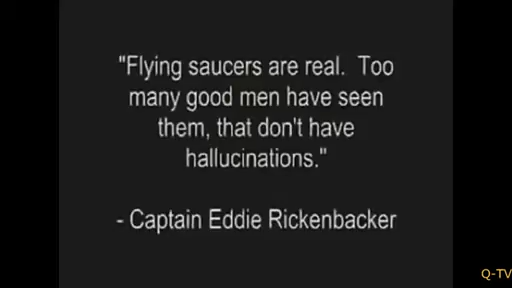 "Flying saucers are real.  Too
many good men have seen
them, that don't have
hallucinations."
- Captain Eddie Rickenbacker
Q-TV